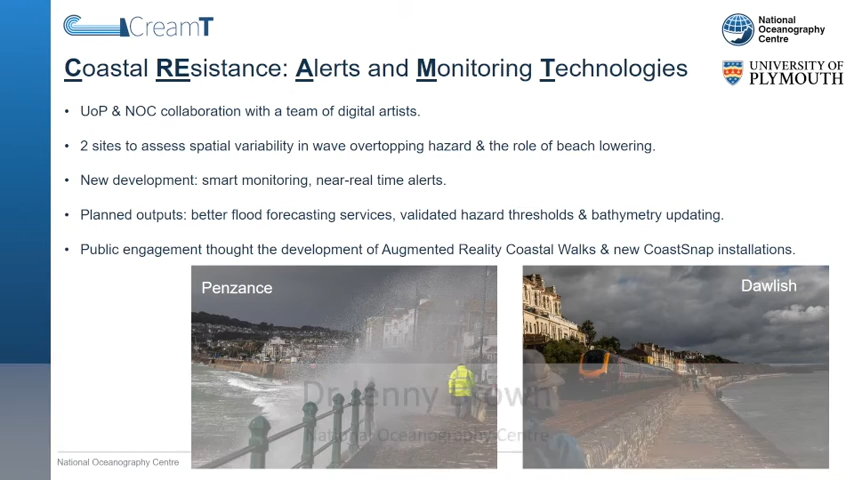 CreamT
National
Oceanography
Centre
Coastal REsistance: Alerts and Monitoring Technologies
UNIVERSITY OF
PLYMOUTH
• UoP & NOC collaboration with a team of digital artists.
• 2 sites to assess spatial variability in wave overtopping hazard & the role of beach lowering.
• New development: smart monitoring, near-real time alerts.
• Planned outputs: better flood forecasting services, validated hazard thresholds & bathymetry updating.
• Public engagement thought the development of Augmented Reality Coastal Walks & new CoastSnap installations.
Penzance
Dawlish
Dr Jenny Brown
National Oceanography Centre
National Oceanography Centre